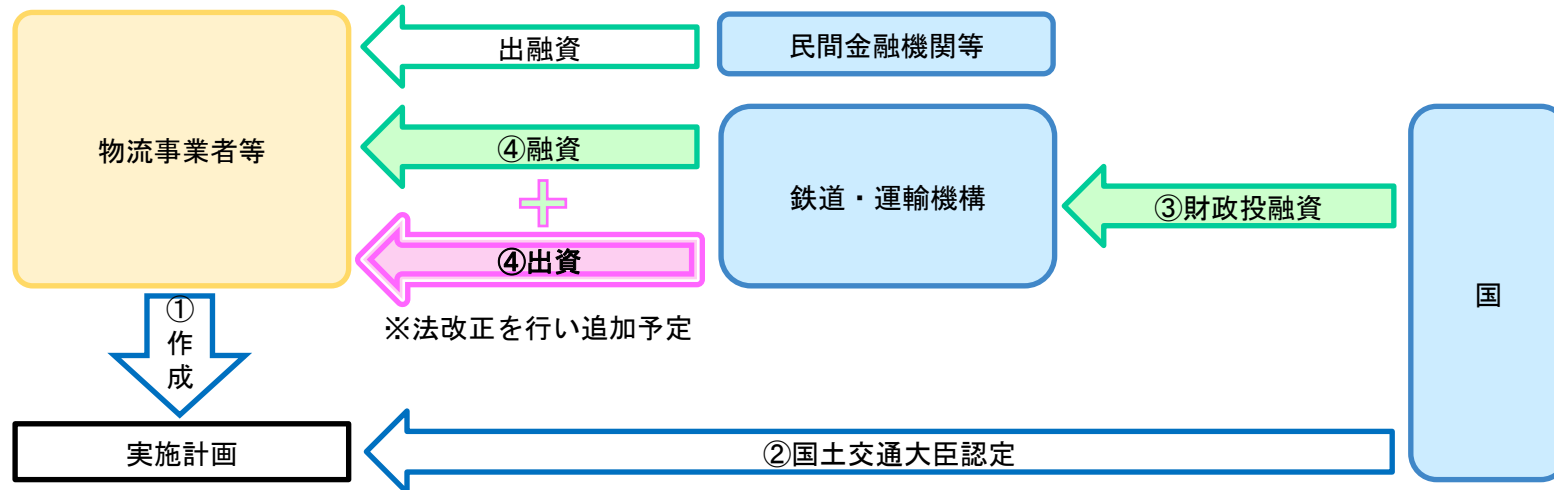 出融資
民間金融機関等
物流事業者等
④融資
鉄道・運輸機構
③財政投融資
④出資
※法改正を行い追加予定
国
①
作
成
実施計画
②国土交通大臣認定